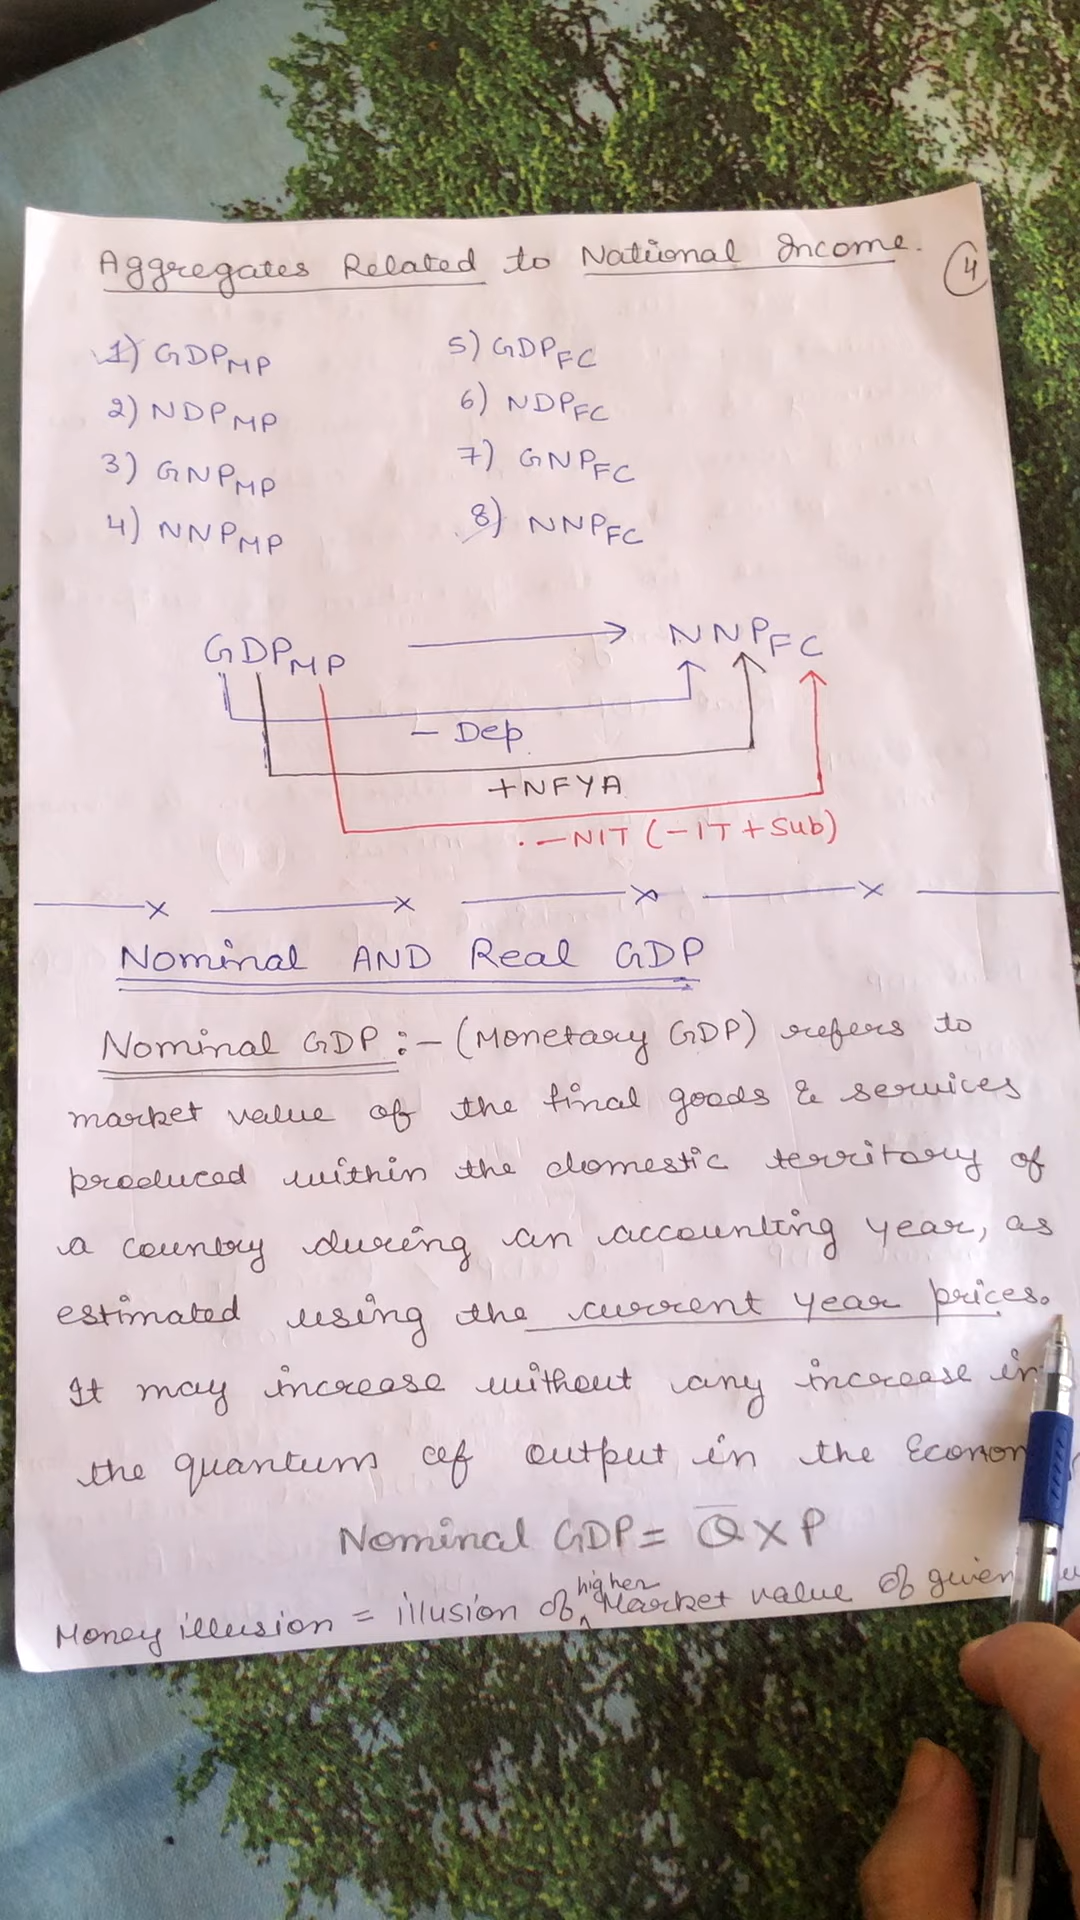 Aggregates Related to National Income.
4
1) GDPMP
2) NDPMP
3) GNPMP
4) NNPMP
5) GDPFC
6) NDPFC
7) GNPFC
8) NNPFC
GDPMP → NNPFC
- Dep
+NFYA
-NIT (-IT + Sub)
Nominal AND Real GDP
Nominal GDP :- (Monetary GDP) refers to
market value of the final goods & services
produced within the domestic territory of
a country during an accounting year, as
estimated using the current year prices.
It may increase without any increase in
the quantum of output in the
Nominal GDP = Q̅ X P
Money illusion = illusion of higher Market value of given